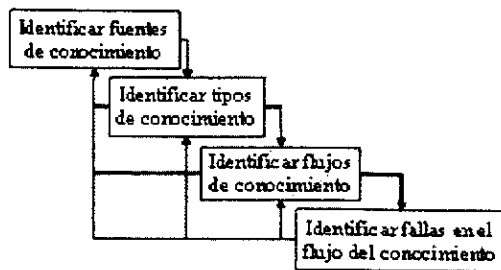 Identificar fuentes
de conocimiento
Identificar tipos
de conocimiento
Identificar flujos
de conocimiento
Identificar fallas en el
flujo del conocimiento